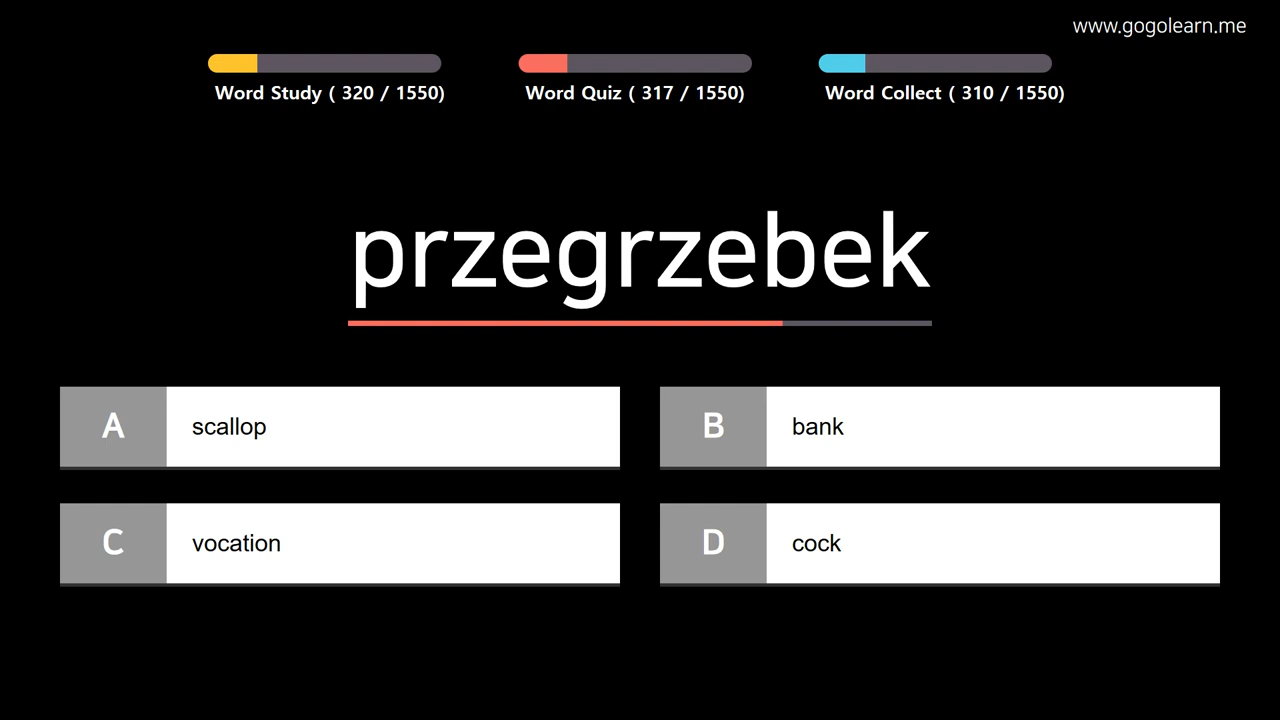 www.gogolearn.me
Word Study ( 320 / 1550)
Word Quiz ( 317 / 1550)
Word Collect ( 310 / 1550)
przegrzebek
A scallop
B bank
C vocation
D cock